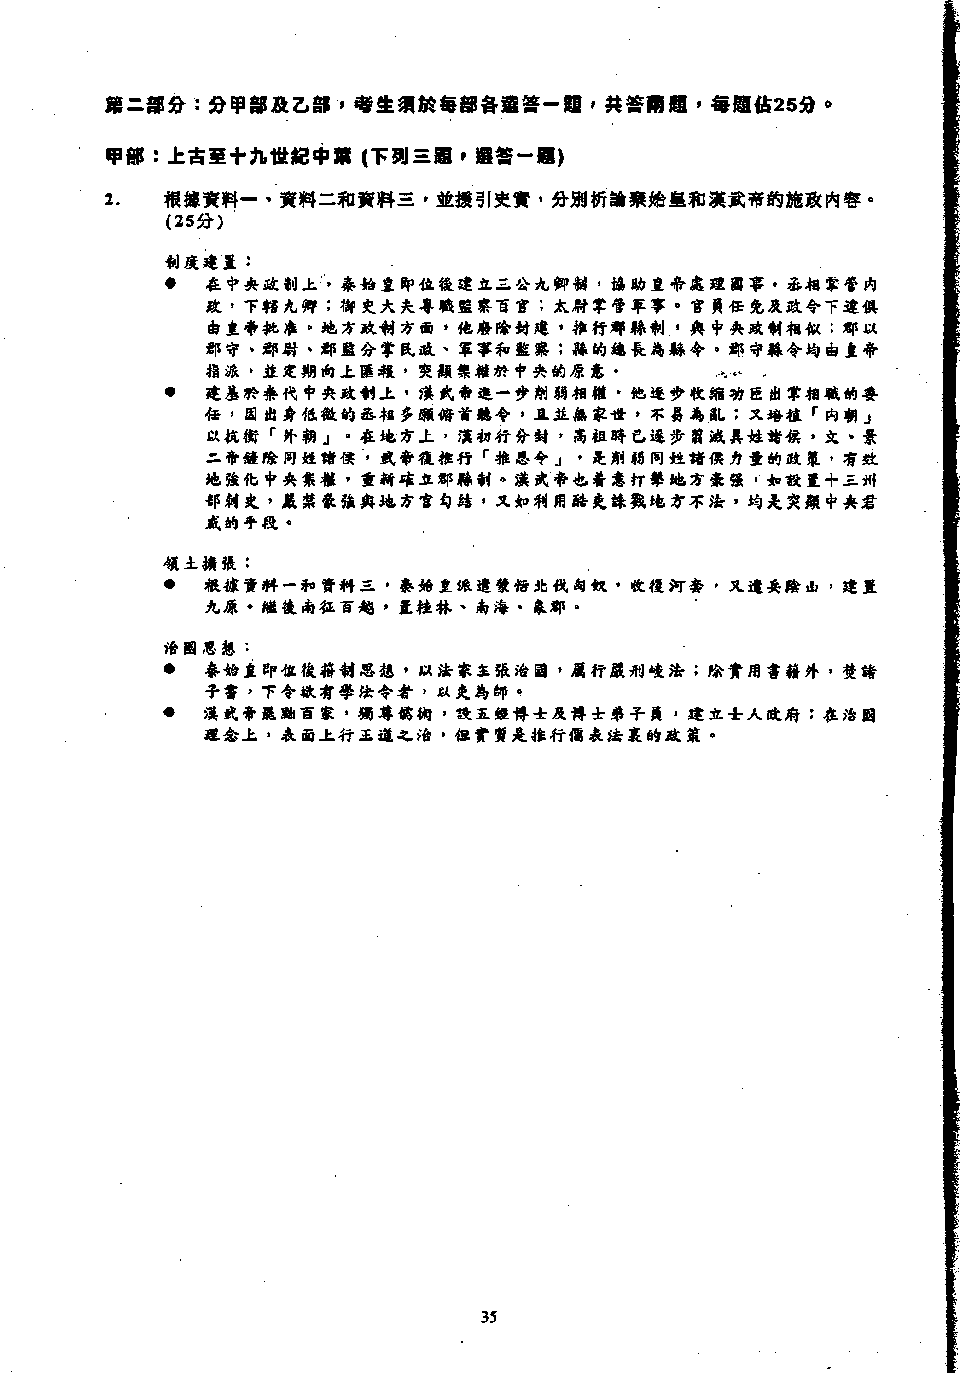 第二部分：分甲部及乙部，考生須於每部各選答一題，共答兩題，每題佔25分。
甲部：上古至十九世紀中葉 (下列三題，選答一題)
2. 根據資料一、資料二和資料三，並援引史實，分別析論秦始皇和漢武帝的施政內容。
(25分)
制度建置：
● 在中央政制上，秦始皇即位後建立三公九卿制，協助皇帝處理國事。丞相掌管內
政，下轄九卿；御史大夫專職監察百官；太尉掌管軍事。官員任免及政令下達俱
由皇帝批准。地方政制方面，他廢除封建，推行郡縣制，與中央政制相似；郡以
郡守、郡尉、郡監分掌民政、軍事和監察；縣的總長為縣令。郡守縣令均由皇帝
指派，並定期向上匯報，突顯集權於中央的原意。
● 建基於秦代中央政制上，漢武帝進一步削弱相權，他逐步收縮功臣出掌相職的委
任，因出身低微的丞相多願俯首聽令，且並無家世，不易為亂；又培植「內朝」
以抗衡「外朝」。在地方上，漢初行分封，高祖時已逐步翦滅異姓諸侯，文、景
二帝鏟除同姓諸侯，武帝復推行「推恩令」，是削弱同姓諸侯力量的政策，有效
地強化中央集權，重新確立郡縣制。漢武帝也着意打擊地方豪強，如設置十三州
部刺史，嚴禁豪強與地方官勾結，又如利用酷吏誅戮地方不法，均是突顯中央君
威的手段。
領土擴張：
● 根據資料一和資料三，秦始皇派遣蒙恬北伐匈奴，收復河套，又遣兵陰山，建置
九原。繼後南征百越，置桂林、南海、象郡。
治國思想：
● 秦始皇即位後箝制思想，以法家主張治國，厲行嚴刑峻法；除實用書籍外，焚諸
子書，下令欲有學法令者，以吏為師。
● 漢武帝罷黜百家，獨尊儒術，設五經博士及博士弟子員，建立士人政府；在治國
理念上，表面上行王道之治，但實質是推行儒表法裏的政策。
35